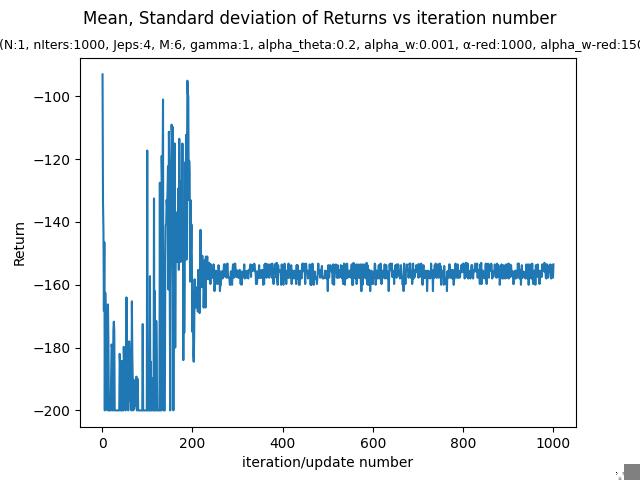 Mean, Standard deviation of Returns vs iteration number
(N:1, nIters:1000, Jeps:4, M:6, gamma:1, alpha_theta:0.2, alpha_w:0.001, α-red:1000, alpha_w-red:150
−100
−120
−140
−160
−180
−200
Return
0 200 400 600 800 1000
iteration/update number